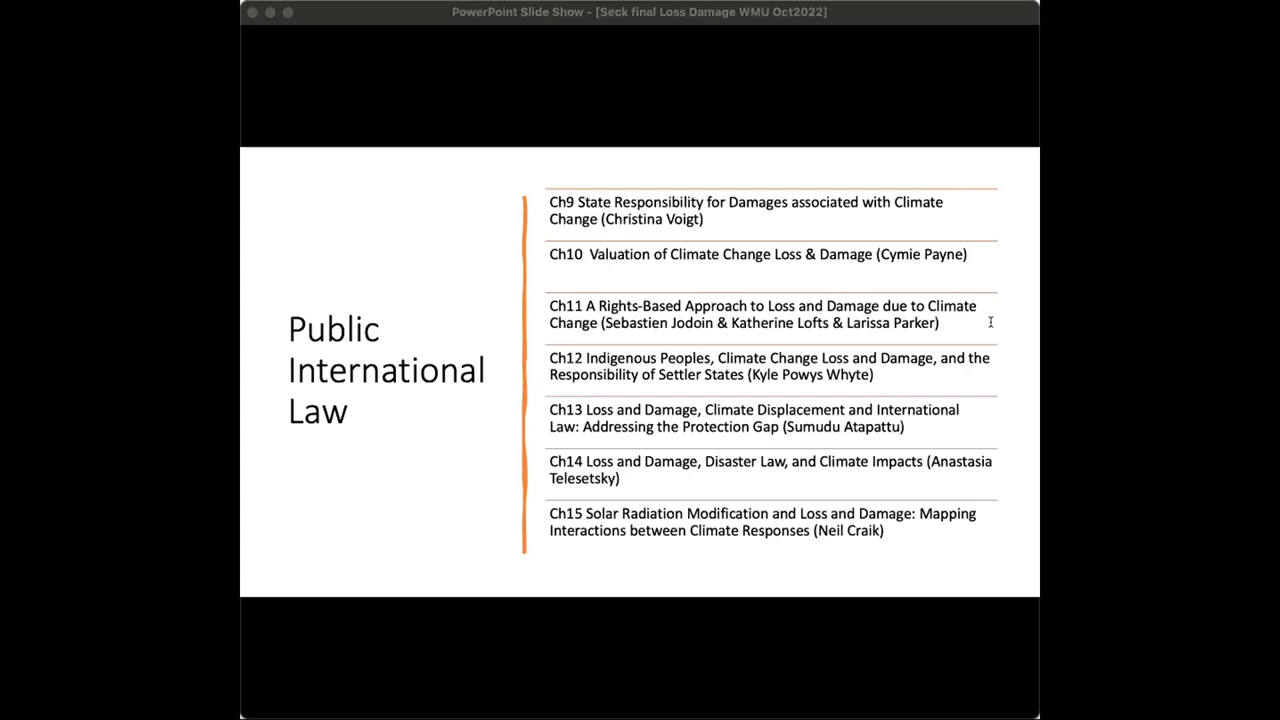 PowerPoint Slide Show - [Seck final Loss Damage WMU Oct2022]
Public
International
Law
Ch9 State Responsibility for Damages associated with Climate
Change (Christina Voigt)
Ch10  Valuation of Climate Change Loss & Damage (Cymie Payne)
Ch11 A Rights-Based Approach to Loss and Damage due to Climate
Change (Sebastien Jodoin & Katherine Lofts & Larissa Parker)
Ch12 Indigenous Peoples, Climate Change Loss and Damage, and the
Responsibility of Settler States (Kyle Powys Whyte)
Ch13 Loss and Damage, Climate Displacement and International
Law: Addressing the Protection Gap (Sumudu Atapattu)
Ch14 Loss and Damage, Disaster Law, and Climate Impacts (Anastasia
Telesetsky)
Ch15 Solar Radiation Modification and Loss and Damage: Mapping
Interactions between Climate Responses (Neil Craik)